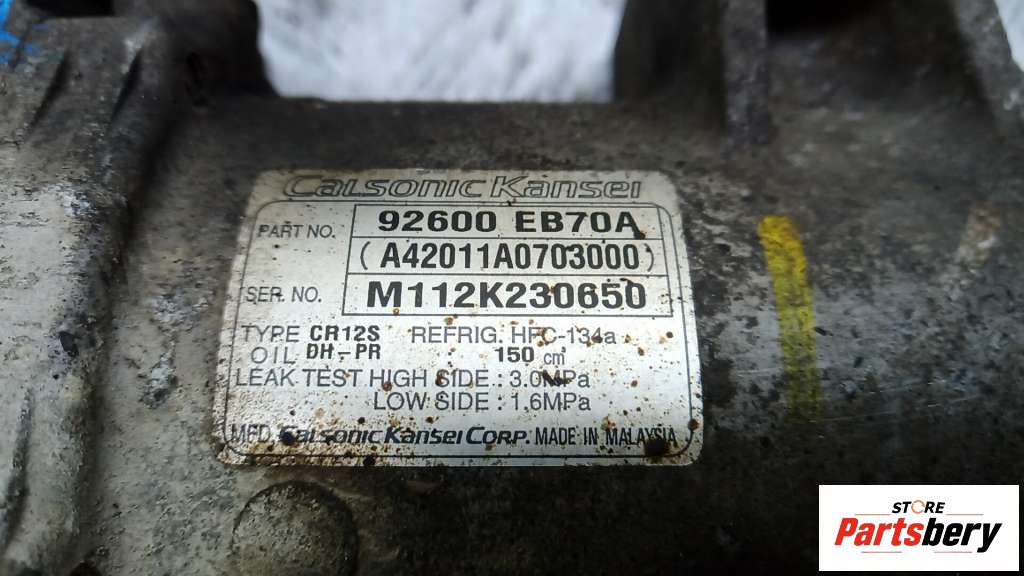 Calsonic Kansei
PART NO. 92600 EB70A
(A42011A0703000)
SER. NO. M112K230650
TYPE CR12S REFRIG. HFC-134a
OIL DH-PR 150 cm³
LEAK TEST HIGH SIDE : 3.0MPa
LOW SIDE : 1.6MPa
MFD. Calsonic Kansei Corp. MADE IN MALAYSIA
STORE
Partsbery